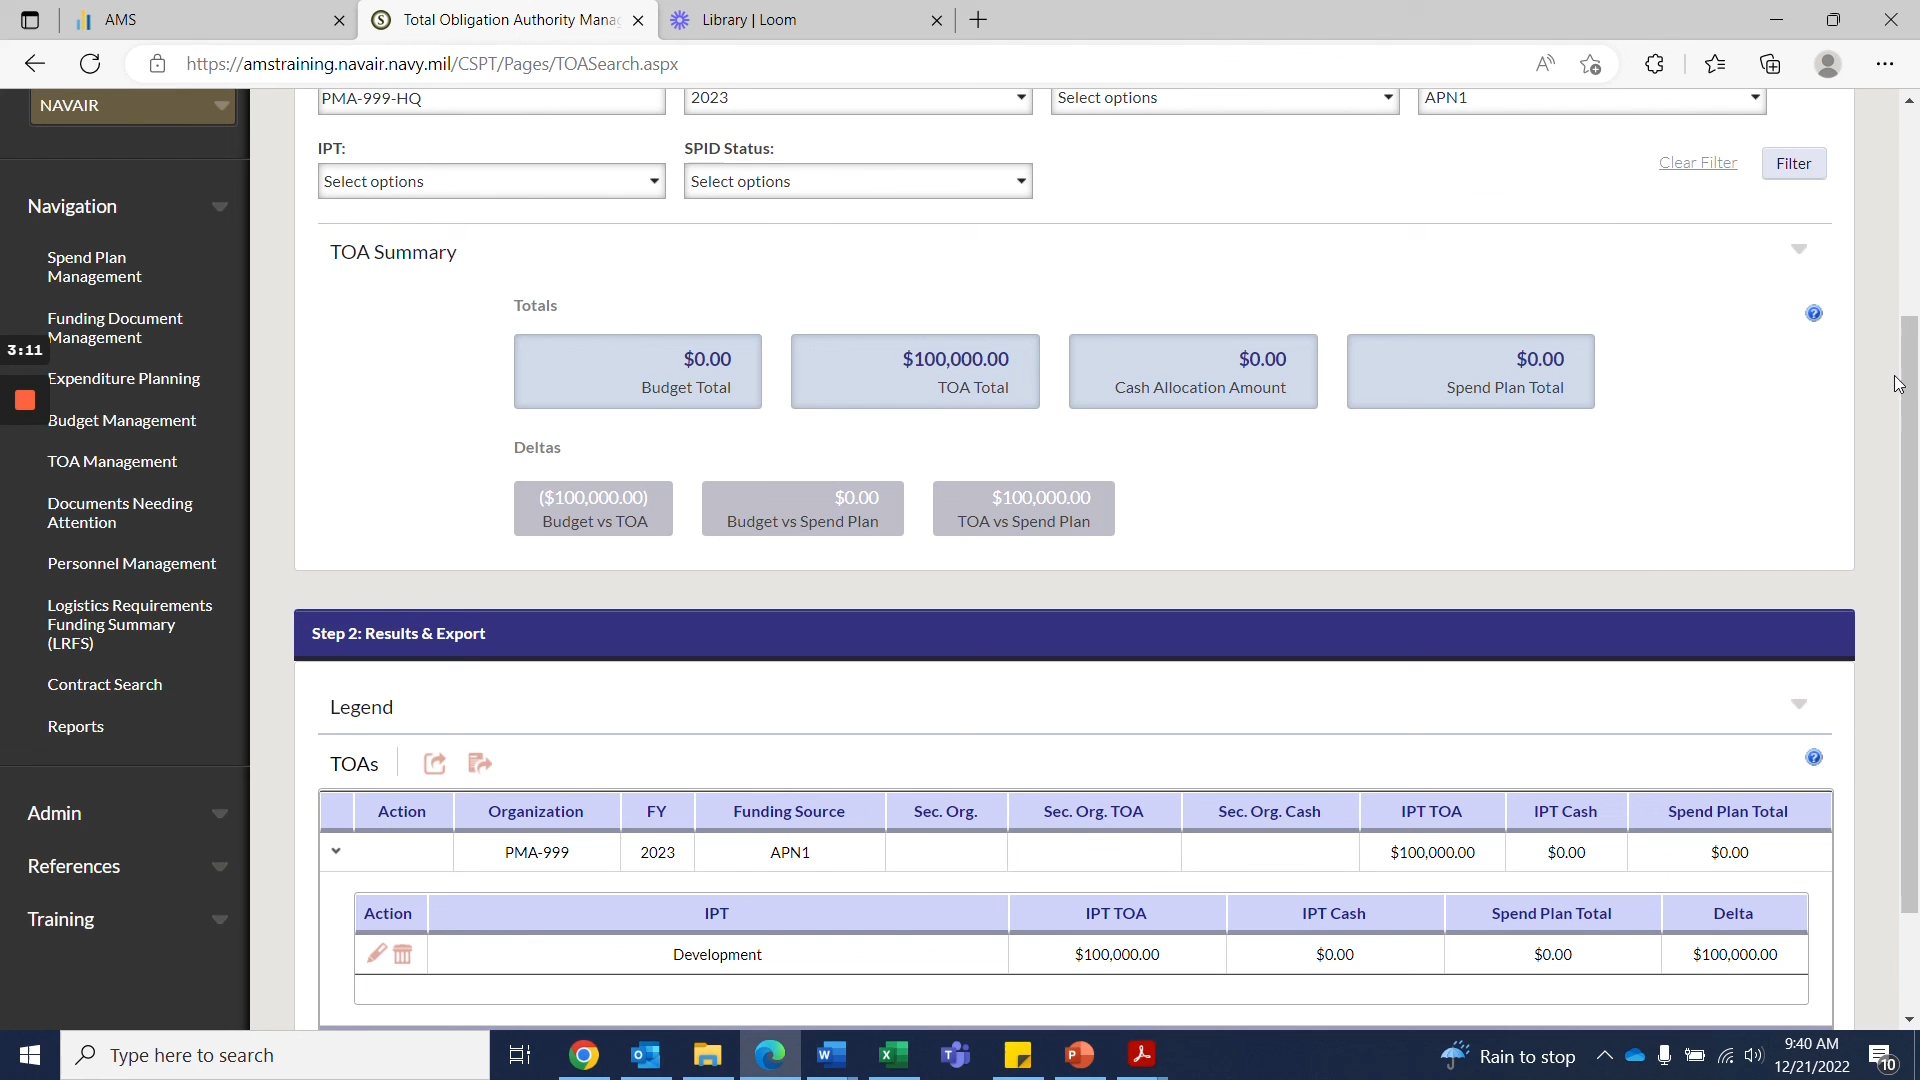 AMS
Total Obligation Authority Mana
Library | Loom
https://amstraining.navair.navy.mil/CSPT/Pages/TOASearch.aspx
NAVAIR
Navigation
Spend Plan
Management
Funding Document
Management
3:11
Expenditure Planning
Budget Management
TOA Management
Documents Needing
Attention
Personnel Management
Logistics Requirements
Funding Summary
(LRFS)
Contract Search
Reports
Admin
References
Training
PMA-999-HQ
2023
Select options
APN1
IPT:
SPID Status:
Select options
Select options
Clear Filter
Filter
TOA Summary
Totals
$0.00
Budget Total
$100,000.00
TOA Total
$0.00
Cash Allocation Amount
$0.00
Spend Plan Total
Deltas
($100,000.00)
Budget vs TOA
$0.00
Budget vs Spend Plan
$100,000.00
TOA vs Spend Plan
Step 2: Results & Export
Legend
TOAs
Action Organization FY Funding Source Sec. Org. Sec. Org. TOA Sec. Org. Cash IPT TOA IPT Cash Spend Plan Total
PMA-999 2023 APN1 $100,000.00 $0.00 $0.00
Action IPT IPT TOA IPT Cash Spend Plan Total Delta
Development $100,000.00 $0.00 $0.00 $100,000.00
Type here to search
Rain to stop
9:40 AM
12/21/2022
10